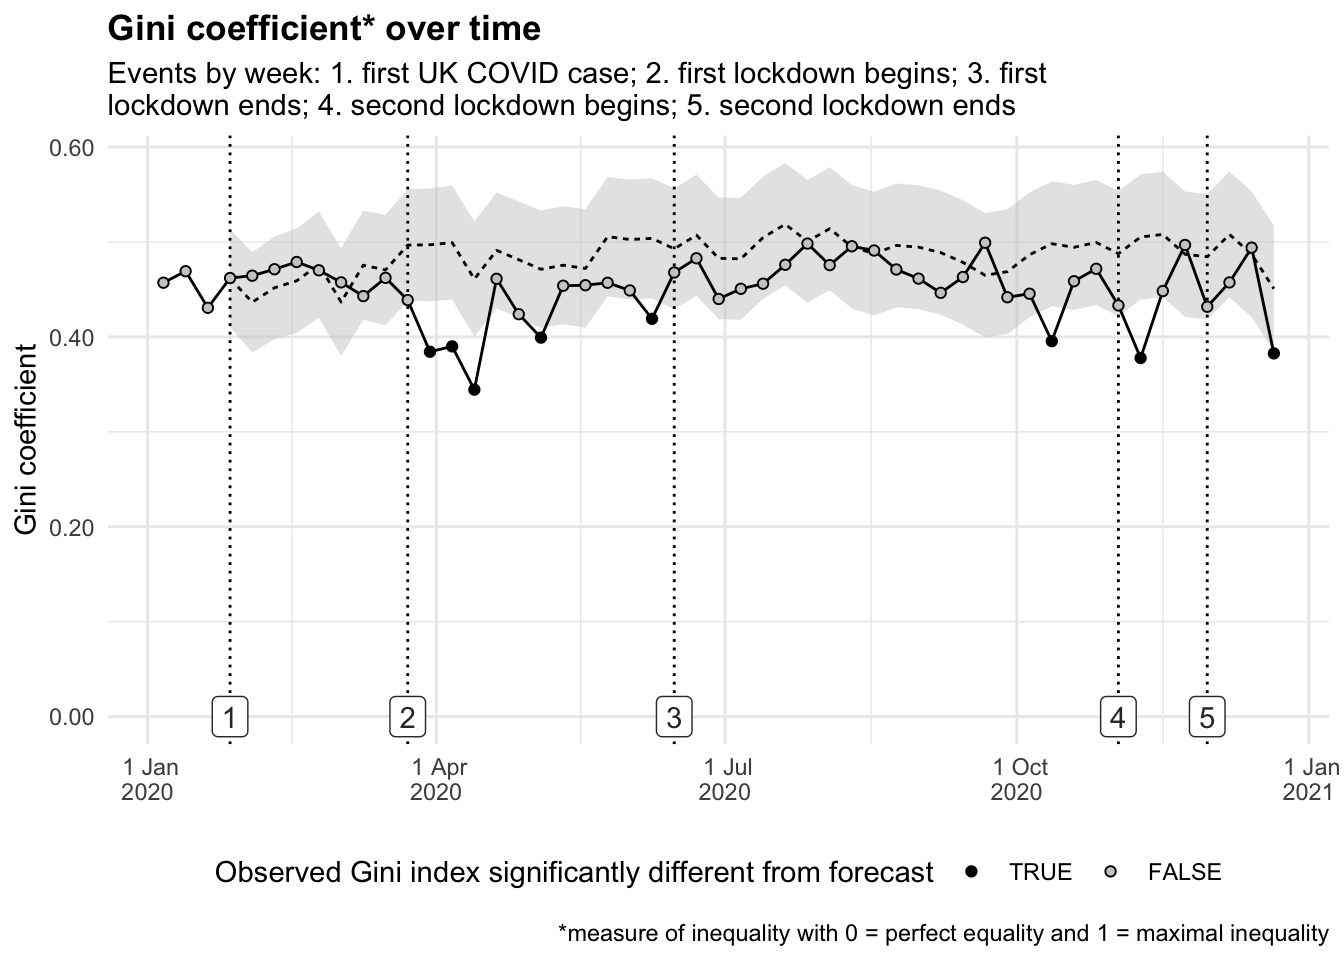 Gini coefficient* over time
Events by week: 1. first UK COVID case; 2. first lockdown begins; 3. first
lockdown ends; 4. second lockdown begins; 5. second lockdown ends
Gini coefficient
0.60
0.40
0.20
0.00
1
2
3
4
5
1 Jan
2020
1 Apr
2020
1 Jul
2020
1 Oct
2020
1 Jan
2021
Observed Gini index significantly different from forecast TRUE FALSE
*measure of inequality with 0 = perfect equality and 1 = maximal inequality